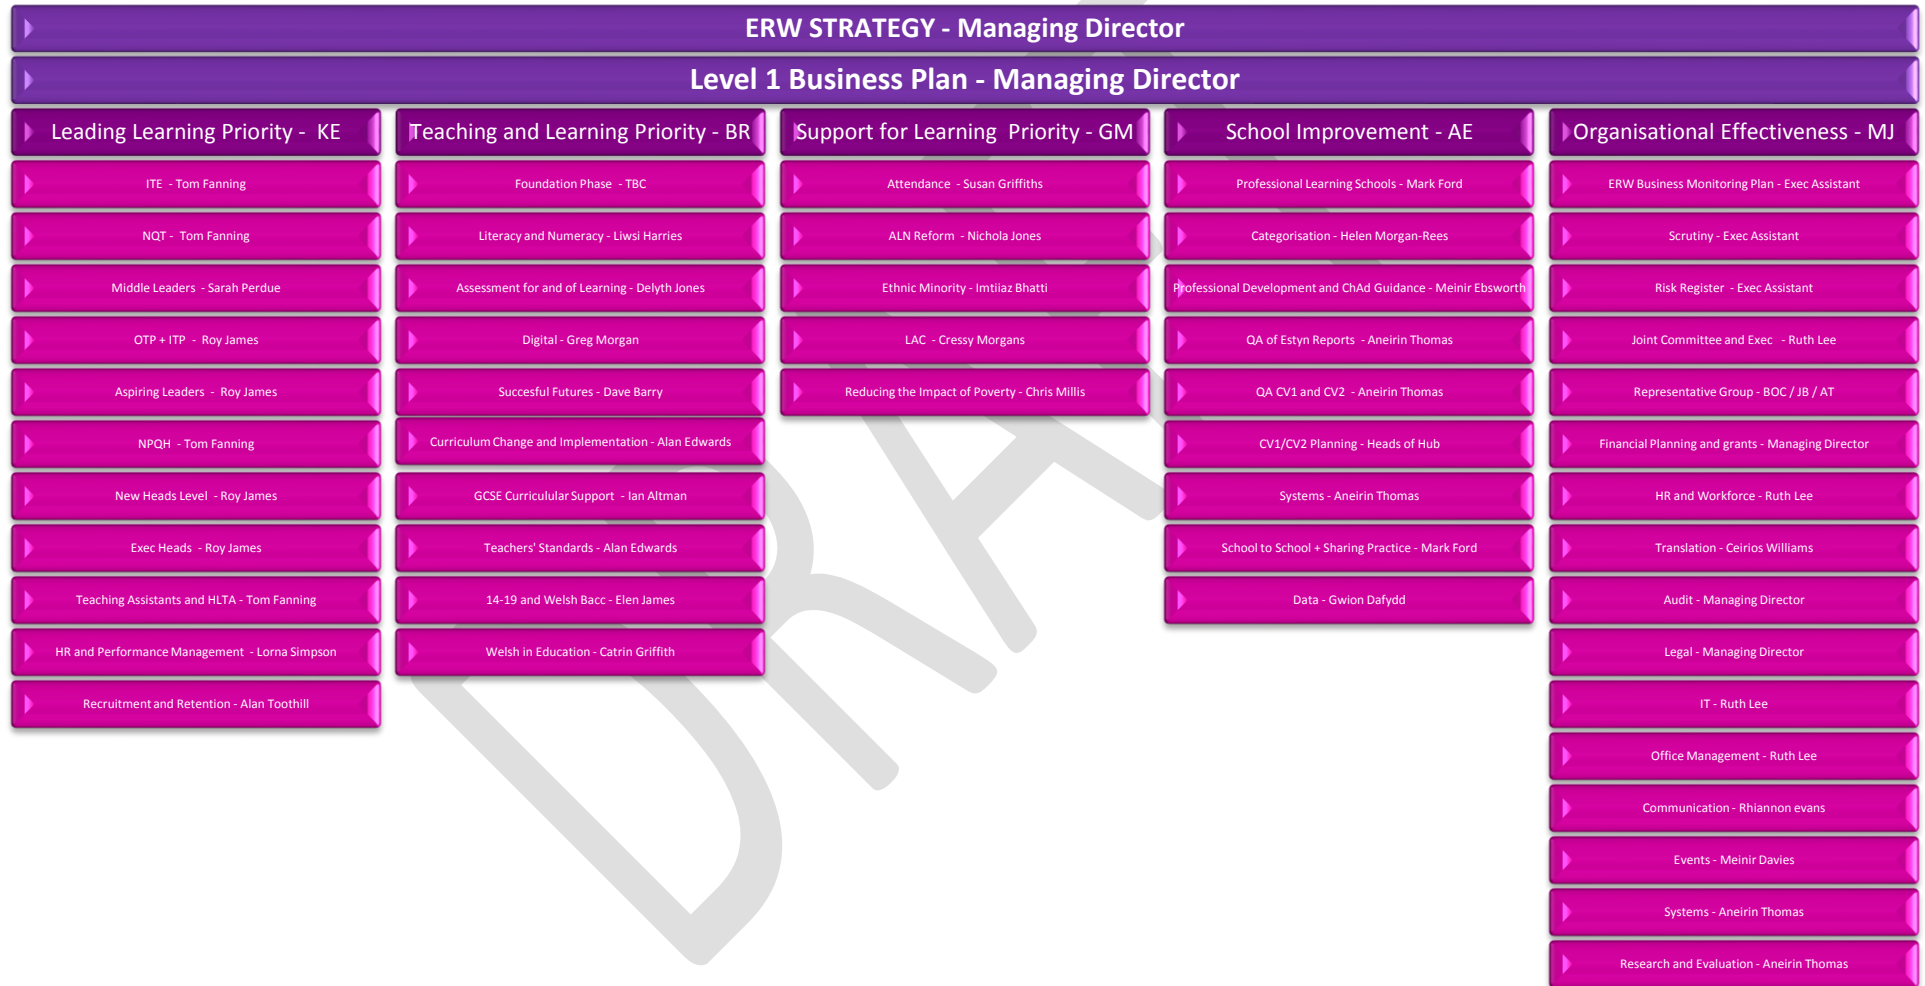 ERW STRATEGY - Managing Director
Level 1 Business Plan - Managing Director
Leading Learning Priority - KE
ITE - Tom Fanning
NQT - Tom Fanning
Middle Leaders - Sarah Perdue
OTP + ITP - Roy James
Aspiring Leaders - Roy James
NPQH - Tom Fanning
New Heads Level - Roy James
Exec Heads - Roy James
Teaching Assistants and HLTA - Tom Fanning
HR and Performance Management - Lorna Simpson
Recruitment and Retention - Alan Toothill
Teaching and Learning Priority - BR
Foundation Phase - TBC
Literacy and Numeracy - Liwsi Harries
Assessment for and of Learning - Delyth Jones
Digital - Greg Morgan
Succesful Futures - Dave Barry
Curriculum Change and Implementation - Alan Edwards
GCSE Curriculular Support - Ian Altman
Teachers' Standards - Alan Edwards
14-19 and Welsh Bacc - Elen James
Welsh in Education - Catrin Griffith
Support for Learning Priority - GM
Attendance - Susan Griffiths
ALN Reform - Nichola Jones
Ethnic Minority - Imtiiaz Bhatti
LAC - Cressy Morgans
Reducing the Impact of Poverty - Chris Millis
School Improvement - AE
Professional Learning Schools - Mark Ford
Categorisation - Helen Morgan-Rees
Professional Development and ChAd Guidance - Meinir Ebsworth
QA of Estyn Reports - Aneirin Thomas
QA CV1 and CV2 - Aneirin Thomas
CV1/CV2 Planning - Heads of Hub
Systems - Aneirin Thomas
School to School + Sharing Practice - Mark Ford
Data - Gwion Dafydd
Organisational Effectiveness - MJ
ERW Business Monitoring Plan - Exec Assistant
Scrutiny - Exec Assistant
Risk Register - Exec Assistant
Joint Committee and Exec - Ruth Lee
Representative Group - BOC / JB / AT
Financial Planning and grants - Managing Director
HR and Workforce - Ruth Lee
Translation - Ceirios Williams
Audit - Managing Director
Legal - Managing Director
IT - Ruth Lee
Office Management - Ruth Lee
Communication - Rhiannon evans
Events - Meinir Davies
Systems - Aneirin Thomas
Research and Evaluation - Aneirin Thomas